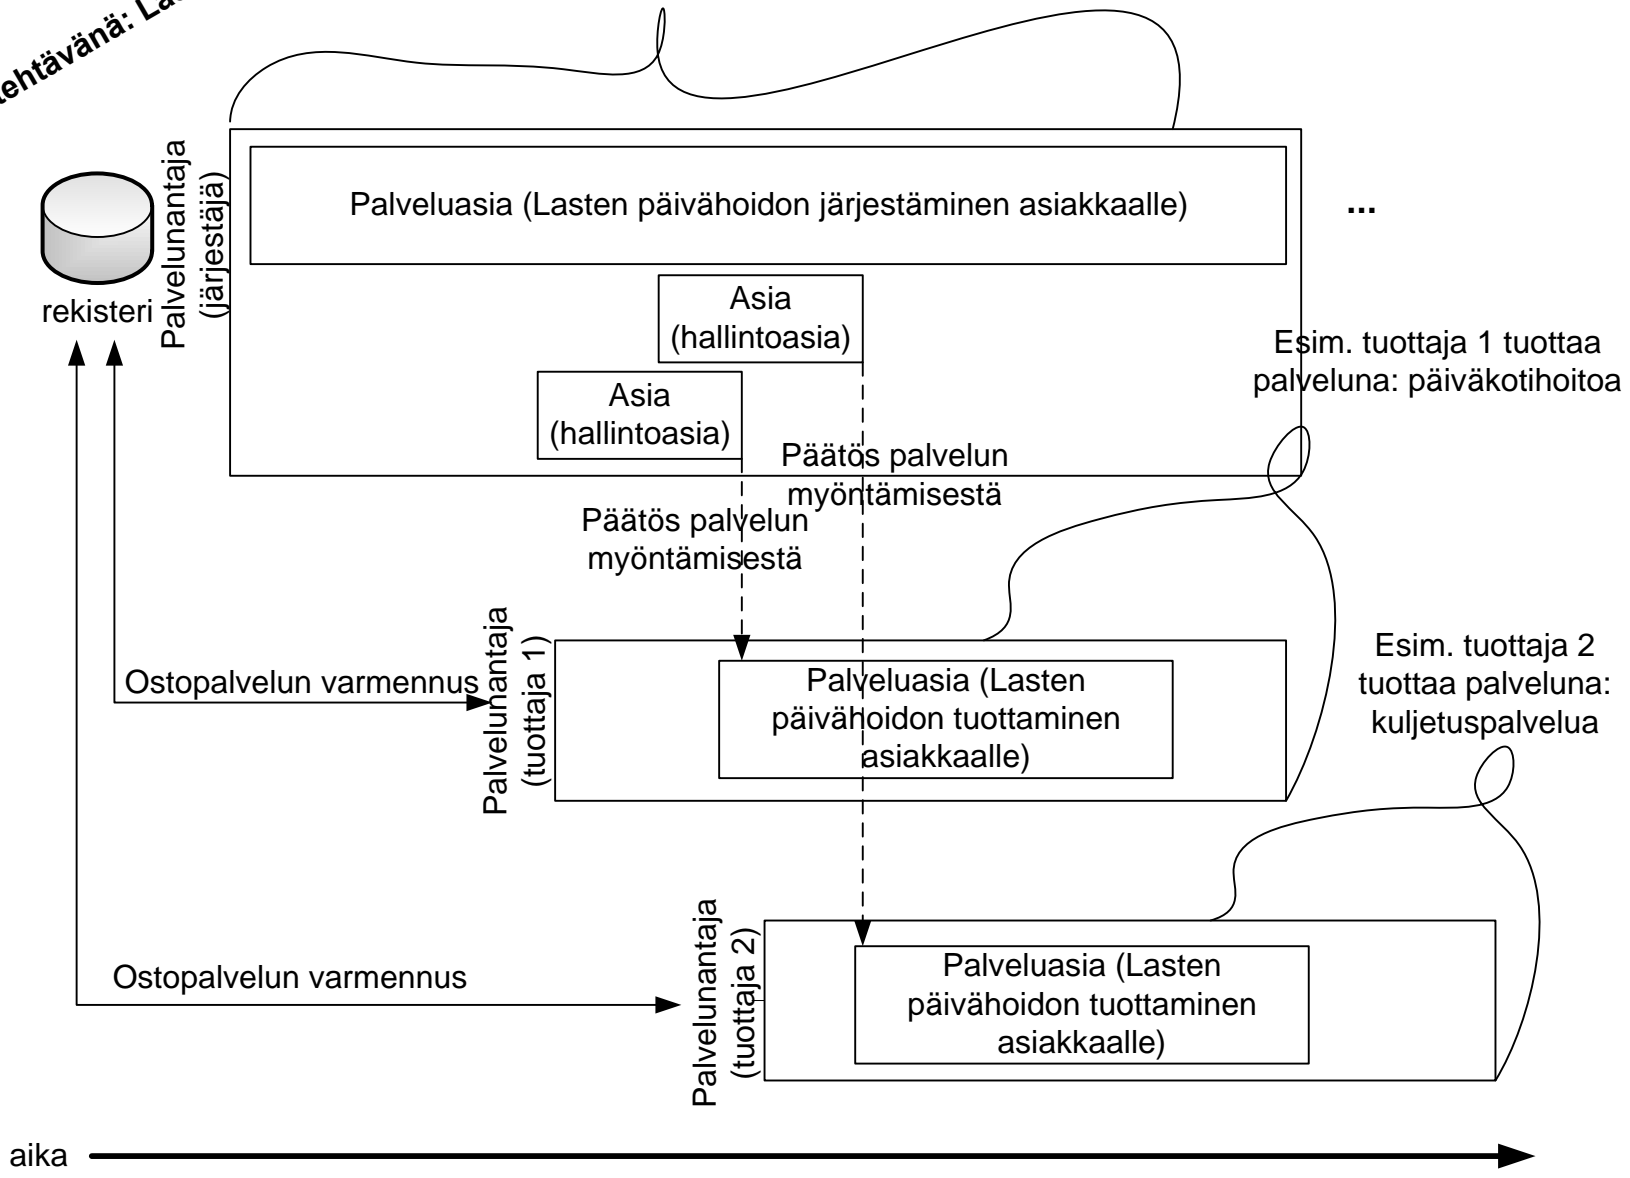 tehtävänä:
Palvelunantaja
(järjestäjä)
Palveluasia (Lasten päivähoidon järjestäminen asiakkaalle)
...
rekisteri
Asia
(hallintoasia)
Esim. tuottaja 1 tuottaa
palveluna: päiväkotihoitoa
Asia
(hallintoasia)
Päätös palvelun
myöntämisestä
Päätös palvelun
myöntämisestä
Palvelunantaja
(tuottaja 1)
Ostopalvelun varmennus
Palveluasia (Lasten
päivähoidon tuottaminen
asiakkaalle)
Esim. tuottaja 2
tuottaa palveluna:
kuljetuspalvelua
Palvelunantaja
(tuottaja 2)
Ostopalvelun varmennus
Palveluasia (Lasten
päivähoidon tuottaminen
asiakkaalle)
aika